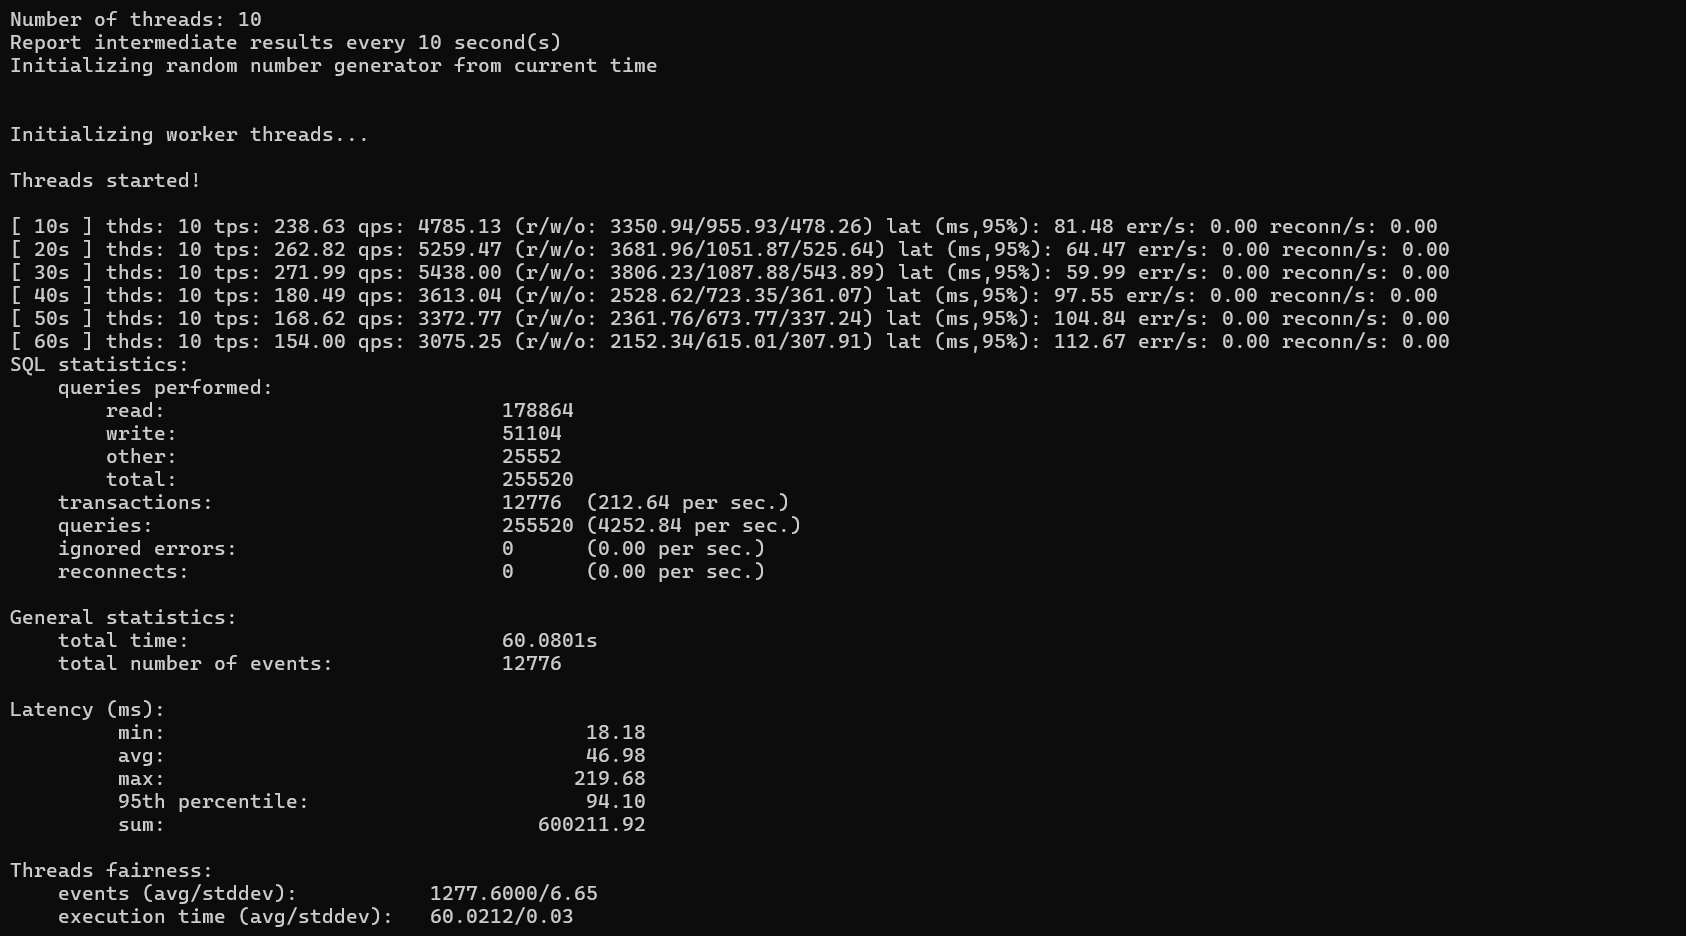 Number of threads: 10
Report intermediate results every 10 second(s)
Initializing random number generator from current time
Initializing worker threads...
Threads started!
[ 10s ] thds: 10 tps: 238.63 qps: 4785.13 (r/w/o: 3350.94/955.93/478.26) lat (ms,95%): 81.48 err/s: 0.00 reconn/s: 0.00
[ 20s ] thds: 10 tps: 262.82 qps: 5259.47 (r/w/o: 3681.96/1051.87/525.64) lat (ms,95%): 64.47 err/s: 0.00 reconn/s: 0.00
[ 30s ] thds: 10 tps: 271.99 qps: 5438.00 (r/w/o: 3806.23/1087.88/543.89) lat (ms,95%): 59.99 err/s: 0.00 reconn/s: 0.00
[ 40s ] thds: 10 tps: 180.49 qps: 3613.04 (r/w/o: 2528.62/723.35/361.07) lat (ms,95%): 97.55 err/s: 0.00 reconn/s: 0.00
[ 50s ] thds: 10 tps: 168.62 qps: 3372.77 (r/w/o: 2361.76/673.77/337.24) lat (ms,95%): 104.84 err/s: 0.00 reconn/s: 0.00
[ 60s ] thds: 10 tps: 154.00 qps: 3075.25 (r/w/o: 2152.34/615.01/307.91) lat (ms,95%): 112.67 err/s: 0.00 reconn/s: 0.00
SQL statistics:
    queries performed:
        read:                            178864
        write:                           51104
        other:                           25552
        total:                           255520
    transactions:                        12776  (212.64 per sec.)
    queries:                             255520 (4252.84 per sec.)
    ignored errors:                      0      (0.00 per sec.)
    reconnects:                          0      (0.00 per sec.)
General statistics:
    total time:                          60.0801s
    total number of events:              12776
Latency (ms):
         min:                                   18.18
         avg:                                   46.98
         max:                                  219.68
         95th percentile:                       94.10
         sum:                               600211.92
Threads fairness:
    events (avg/stddev):           1277.6000/6.65
    execution time (avg/stddev):   60.0212/0.03